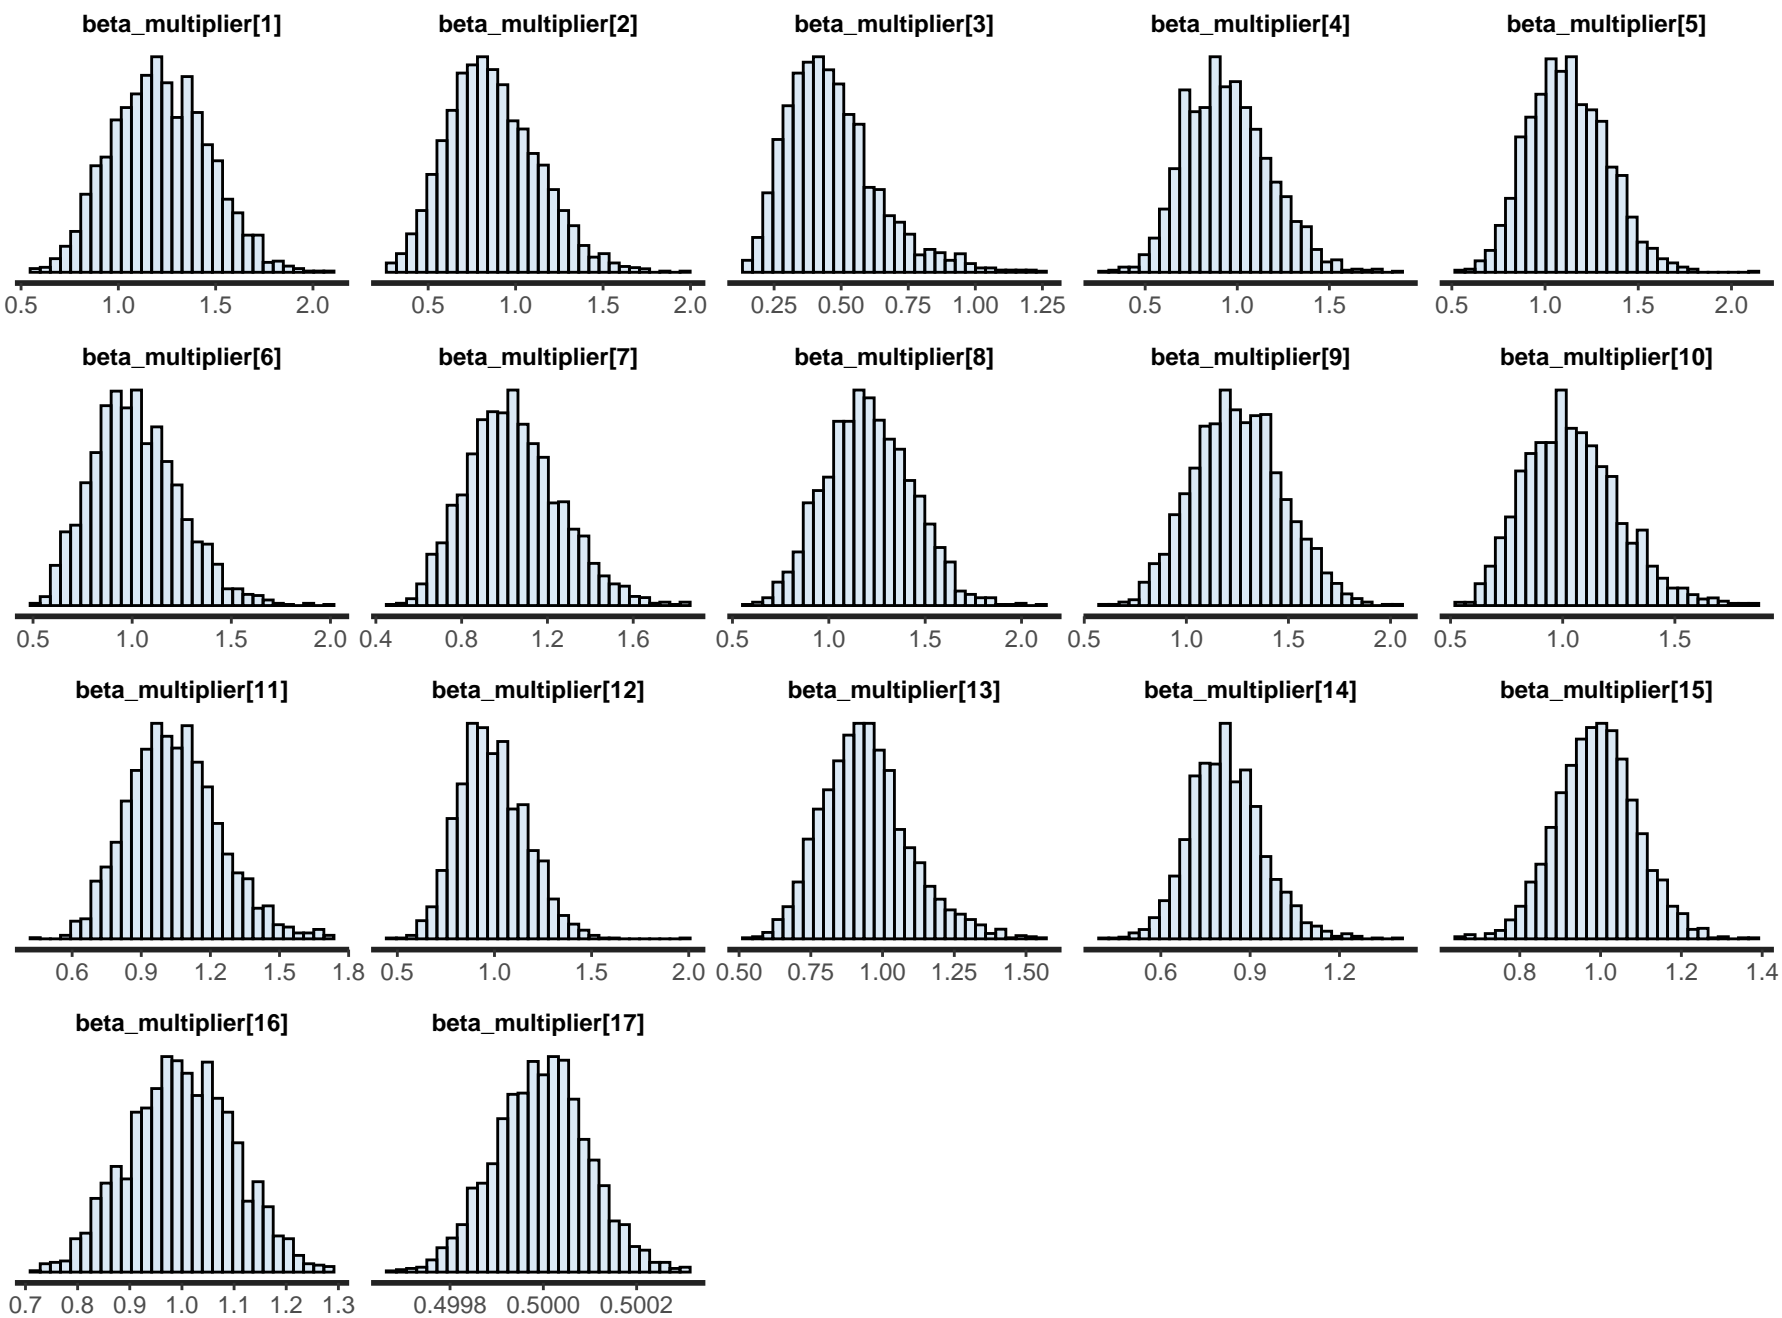 beta_multiplier[1] beta_multiplier[2] beta_multiplier[3] beta_multiplier[4] beta_multiplier[5]
0.5 1.0 1.5 2.0 0.5 1.0 1.5 2.0 0.25 0.50 0.75 1.00 1.25 0.5 1.0 1.5 0.5 1.0 1.5 2.0
beta_multiplier[6] beta_multiplier[7] beta_multiplier[8] beta_multiplier[9] beta_multiplier[10]
0.5 1.0 1.5 2.0 0.4 0.8 1.2 1.6 0.5 1.0 1.5 2.0 0.5 1.0 1.5 2.0 0.5 1.0 1.5
beta_multiplier[11] beta_multiplier[12] beta_multiplier[13] beta_multiplier[14] beta_multiplier[15]
0.6 0.9 1.2 1.5 1.8 0.5 1.0 1.5 2.0 0.50 0.75 1.00 1.25 1.50 0.6 0.9 1.2 0.8 1.0 1.2 1.4
beta_multiplier[16] beta_multiplier[17]
0.7 0.8 0.9 1.0 1.1 1.2 1.3 0.4998 0.5000 0.5002